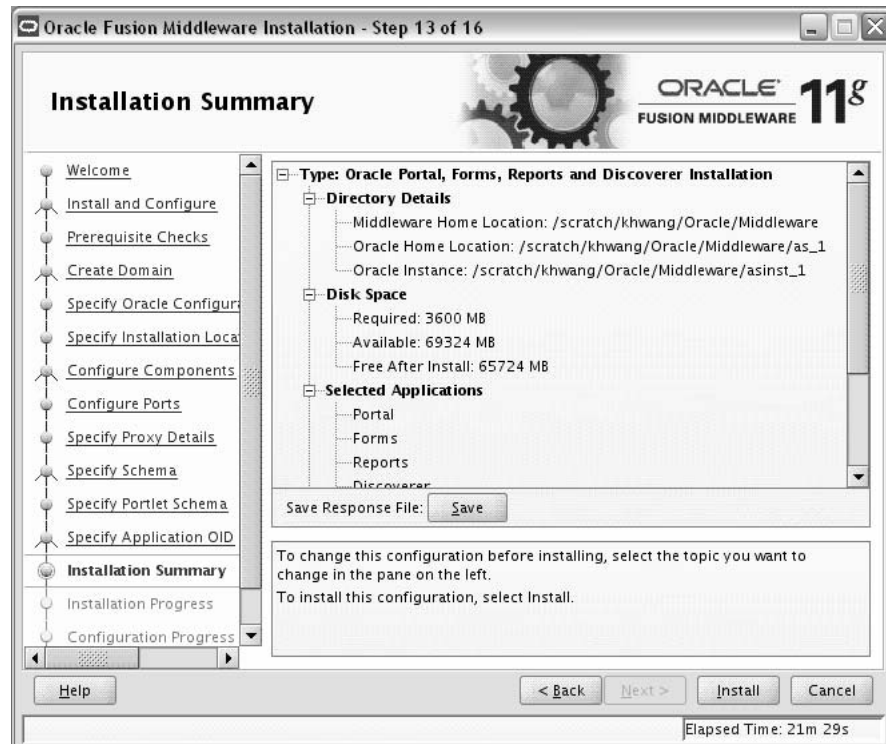 Oracle Fusion Middleware Installation - Step 13 of 16
Installation Summary
ORACLE
FUSION MIDDLEWARE 11g
Welcome
Install and Configure
Prerequisite Checks
Create Domain
Specify Oracle Configura
Specify Installation Loca
Configure Components
Configure Ports
Specify Proxy Details
Specify Schema
Specify Portlet Schema
Specify Application OID
Installation Summary
Installation Progress
Configuration Progress
Type: Oracle Portal, Forms, Reports and Discoverer Installation
Directory Details
Middleware Home Location: /scratch/khwang/Oracle/Middleware
Oracle Home Location: /scratch/khwang/Oracle/Middleware/as_1
Oracle Instance: /scratch/khwang/Oracle/Middleware/asinst_1
Disk Space
Required: 3600 MB
Available: 69324 MB
Free After Install: 65724 MB
Selected Applications
Portal
Forms
Reports
Discoverer
Save Response File: Save
To change this configuration before installing, select the topic you want to
change in the pane on the left.
To install this configuration, select Install.
Help < Back Next > Install Cancel
Elapsed Time: 21m 29s